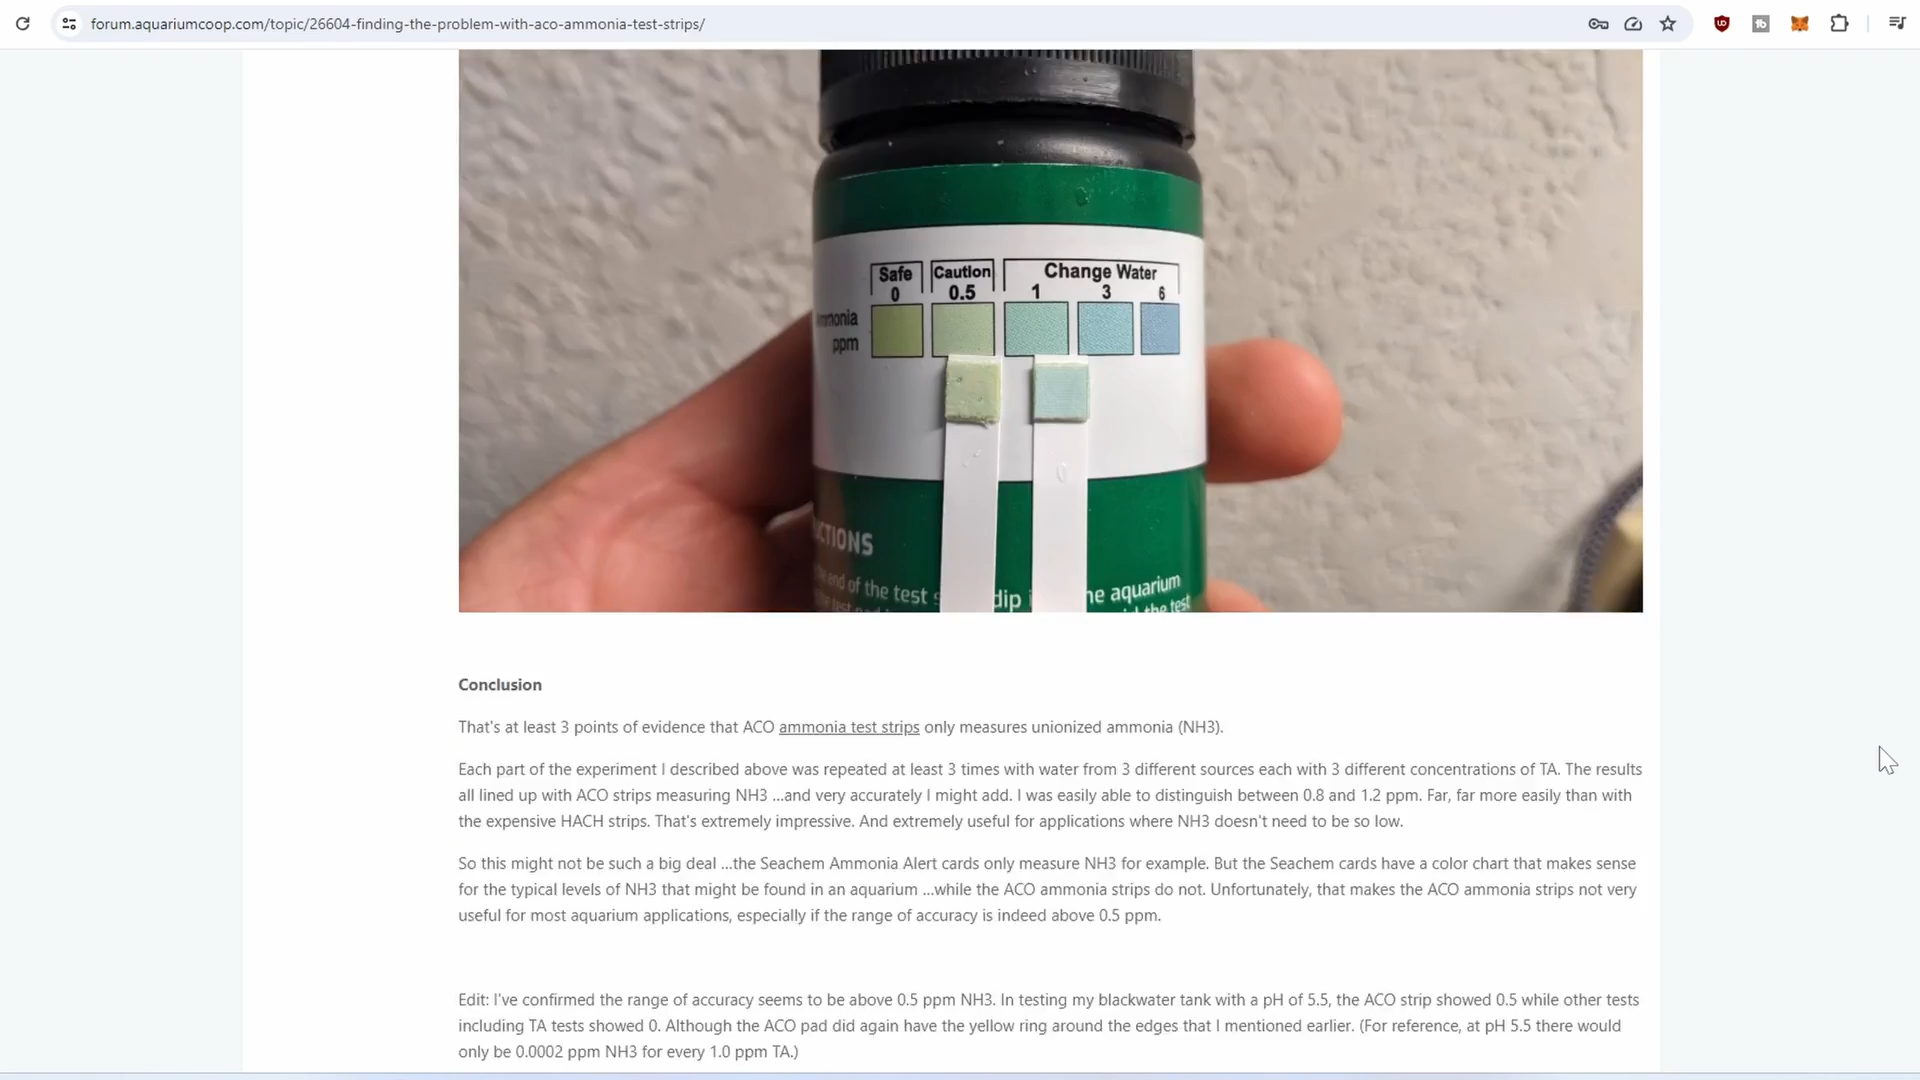 forum.aquariumcoop.com/topic/26604-finding-the-problem-with-aco-ammonia-test-strips/
Safe Caution Change Water
0 0.5 1 3 6
Ammonia
ppm
end of the test dip aquarium
the test
Conclusion
That's at least 3 points of evidence that ACO ammonia test strips only measures unionized ammonia (NH3).
Each part of the experiment I described above was repeated at least 3 times with water from 3 different sources each with 3 different concentrations of TA. The results
all lined up with ACO strips measuring NH3 ...and very accurately I might add. I was easily able to distinguish between 0.8 and 1.2 ppm. Far, far more easily than with
the expensive HACH strips. That's extremely impressive. And extremely useful for applications where NH3 doesn't need to be so low.
So this might not be such a big deal ...the Seachem Ammonia Alert cards only measure NH3 for example. But the Seachem cards have a color chart that makes sense
for the typical levels of NH3 that might be found in an aquarium ...while the ACO ammonia strips do not. Unfortunately, that makes the ACO ammonia strips not very
useful for most aquarium applications, especially if the range of accuracy is indeed above 0.5 ppm.
Edit: I've confirmed the range of accuracy seems to be above 0.5 ppm NH3. In testing my blackwater tank with a pH of 5.5, the ACO strip showed 0.5 while other tests
including TA tests showed 0. Although the ACO pad did again have the yellow ring around the edges that I mentioned earlier. (For reference, at pH 5.5 there would
only be 0.0002 ppm NH3 for every 1.0 ppm TA.)